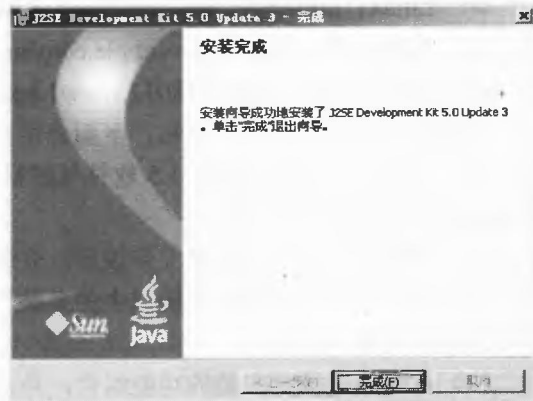 J2SE Development Kit 5.0 Update 3 - 完成
安装完成
安装向导成功地安装了 J2SE Development Kit 5.0 Update 3
。单击“完成”退出向导。
Sun
Java
完成(F)
取消